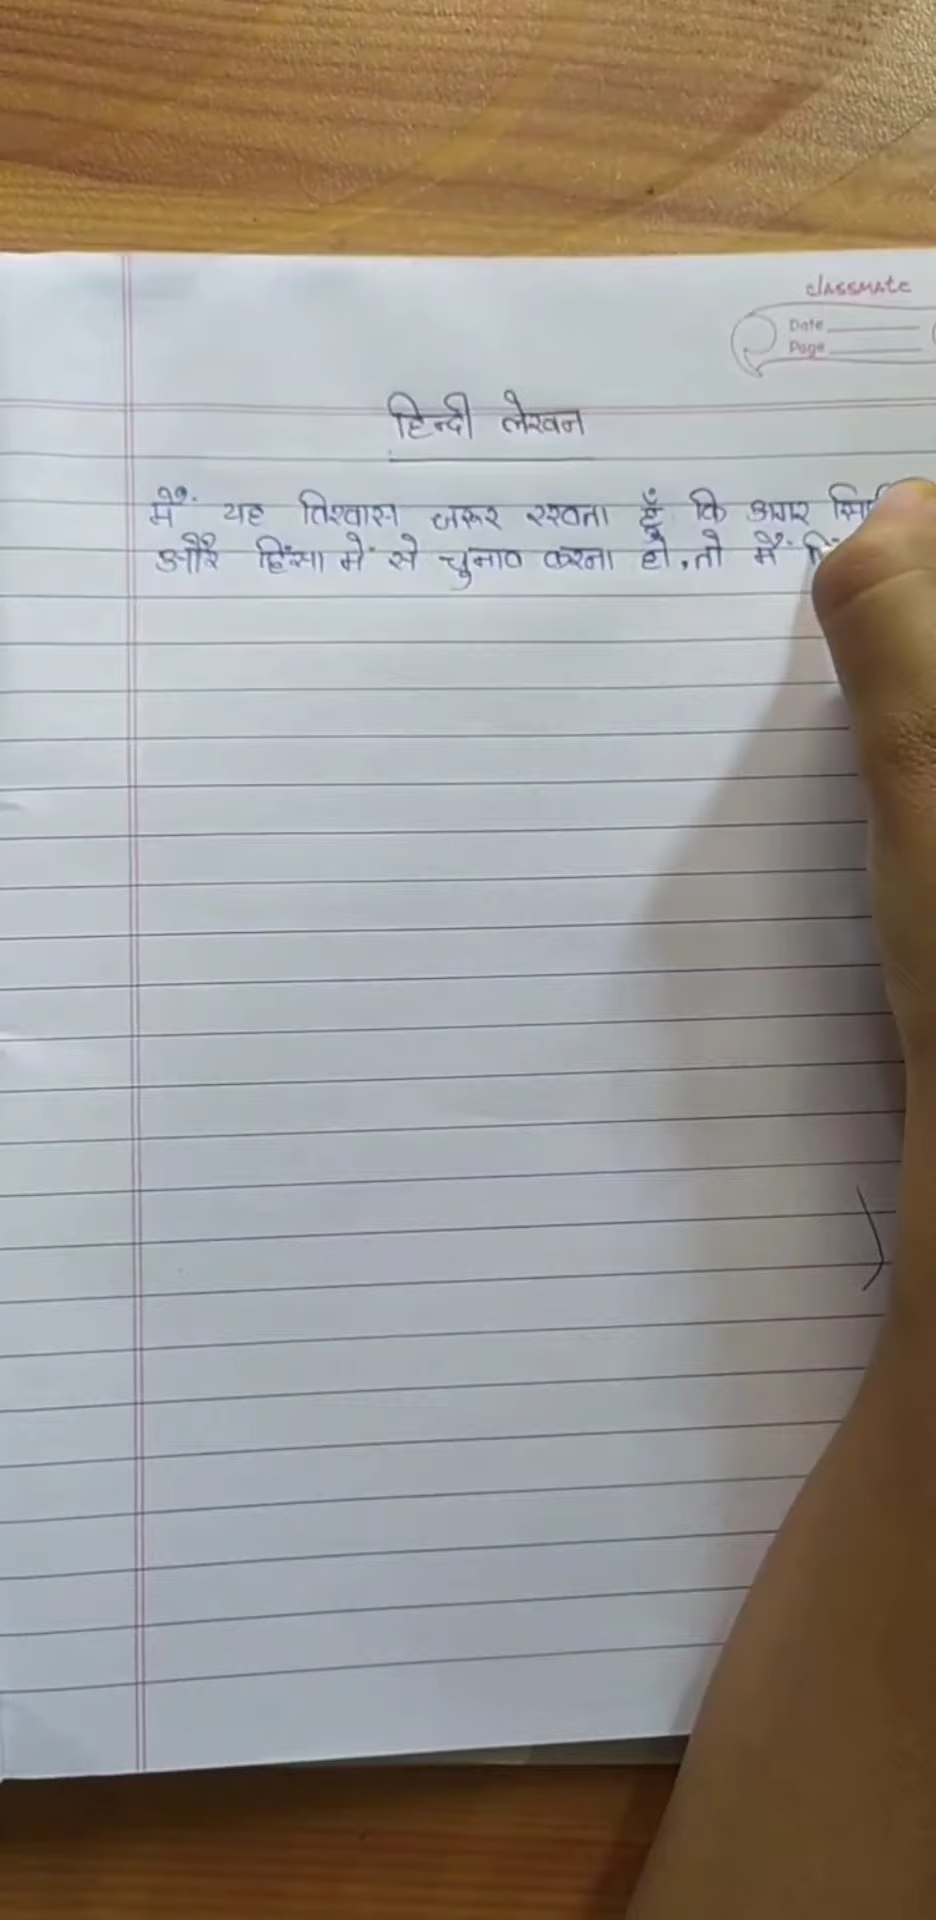 classmate
Date
Page
हिन्दी लेखन
मैं यह विश्वास जरूर रखता हूँ कि अगर
और हिंसा में से चुनाव करना हो, तो मैं